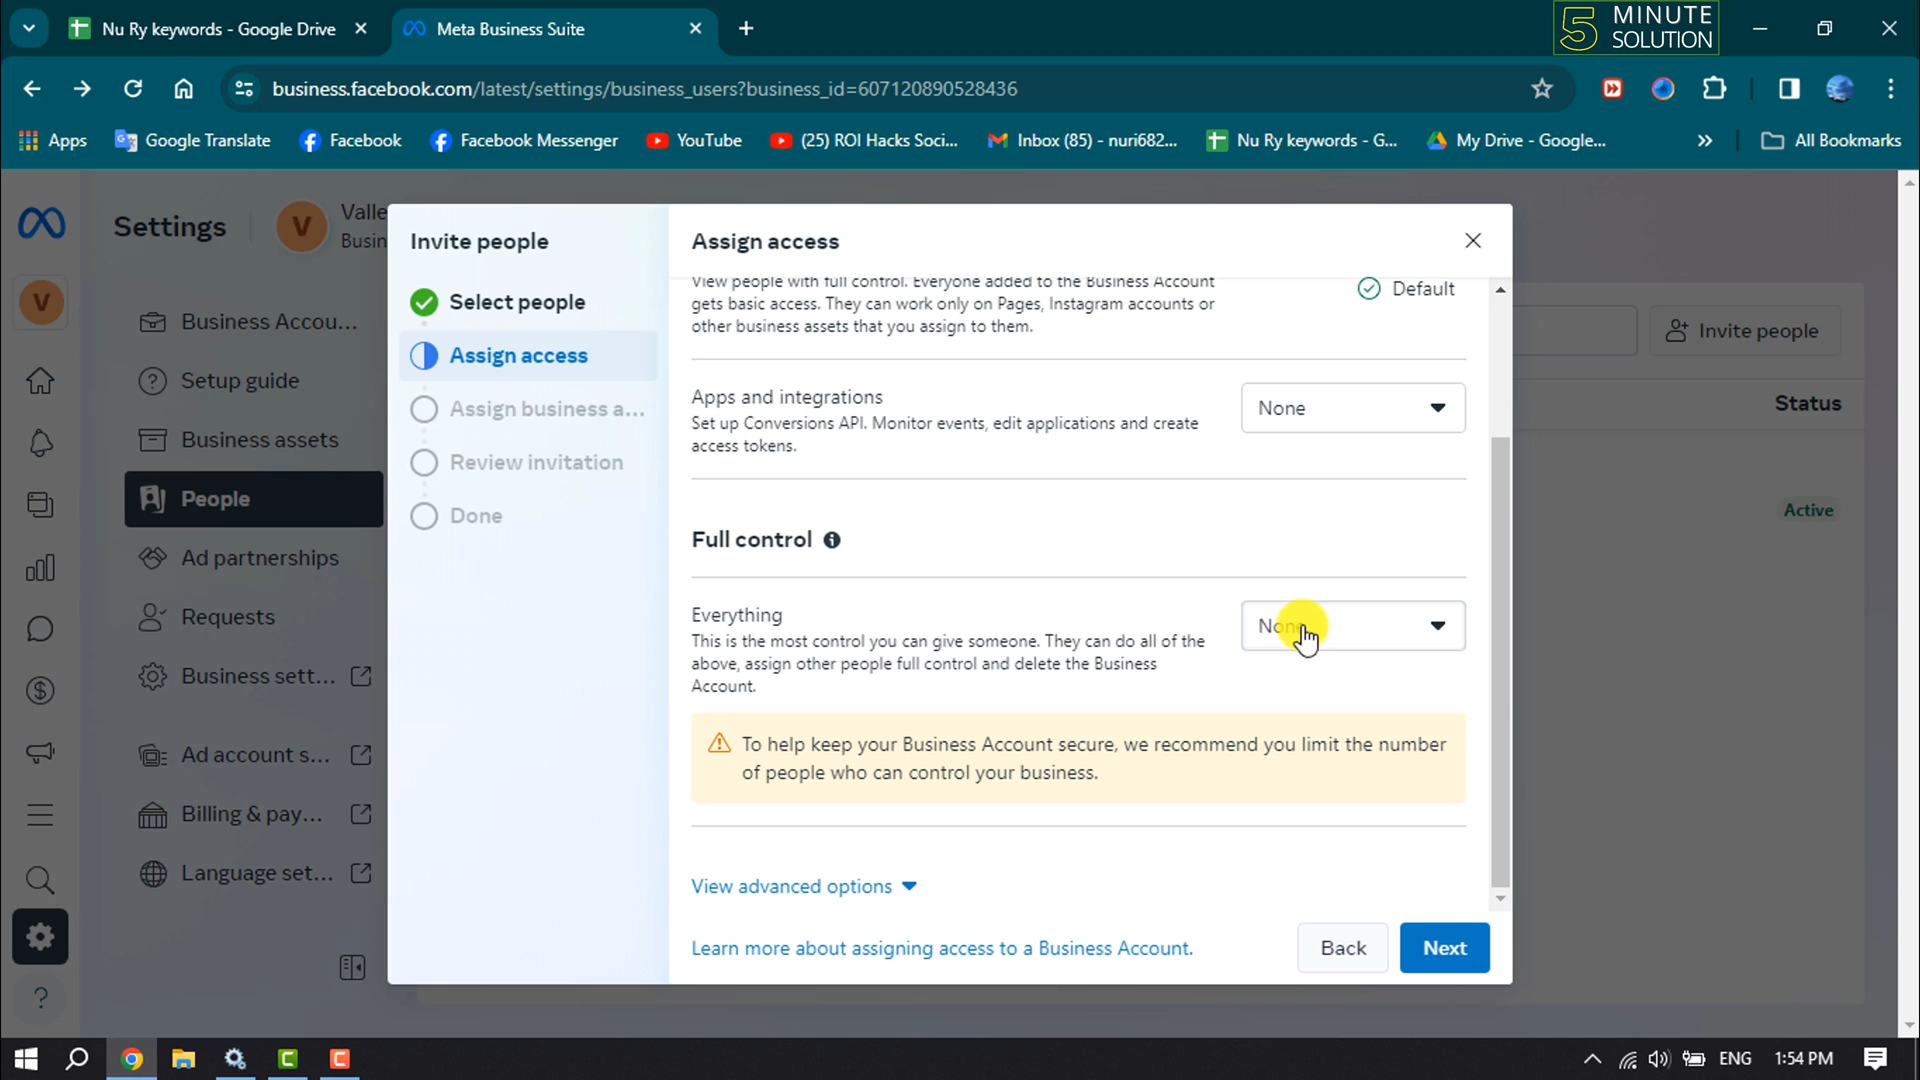 Nu Ry keywords - Google Drive
Meta Business Suite
5 MINUTE
SOLUTION
business.facebook.com/latest/settings/business_users?business_id=607120890528436
Apps
Google Translate
Facebook
Facebook Messenger
YouTube
(25) ROI Hacks Soci...
Inbox (85) - nuri682...
Nu Ry keywords - G...
My Drive - Google...
All Bookmarks
Settings
V
Valle
Busin
V
Business Accou...
Setup guide
Business assets
People
Ad partnerships
Requests
Business sett...
Ad account s...
Billing & pay...
Language set...
Invite people
Select people
Assign access
Assign business a...
Review invitation
Done
Assign access
View people with full control. Everyone added to the Business Account
gets basic access. They can work only on Pages, Instagram accounts or
other business assets that you assign to them.
Default
Apps and integrations
Set up Conversions API. Monitor events, edit applications and create
access tokens.
None
Full control
Everything
This is the most control you can give someone. They can do all of the
above, assign other people full control and delete the Business
Account.
None
To help keep your Business Account secure, we recommend you limit the number
of people who can control your business.
View advanced options
Learn more about assigning access to a Business Account.
Back
Next
Invite people
Status
Active
ENG
1:54 PM